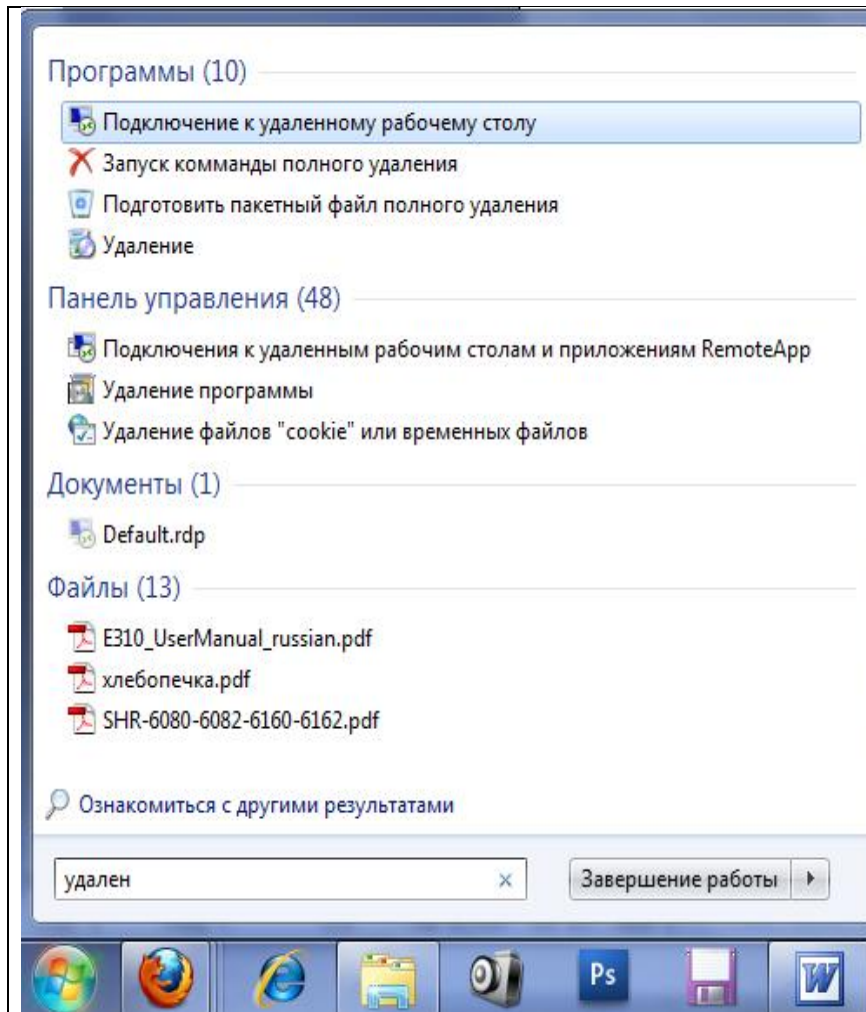 Программы (10)
Подключение к удаленному рабочему столу
Запуск комманды полного удаления
Подготовить пакетный файл полного удаления
Удаление
Панель управления (48)
Подключения к удаленным рабочим столам и приложениям RemoteApp
Удаление программы
Удаление файлов "cookie" или временных файлов
Документы (1)
Default.rdp
Файлы (13)
E310_UserManual_russian.pdf
хлебопечка.pdf
SHR-6080-6082-6160-6162.pdf
Ознакомиться с другими результатами
удален
Завершение работы
Ps
W